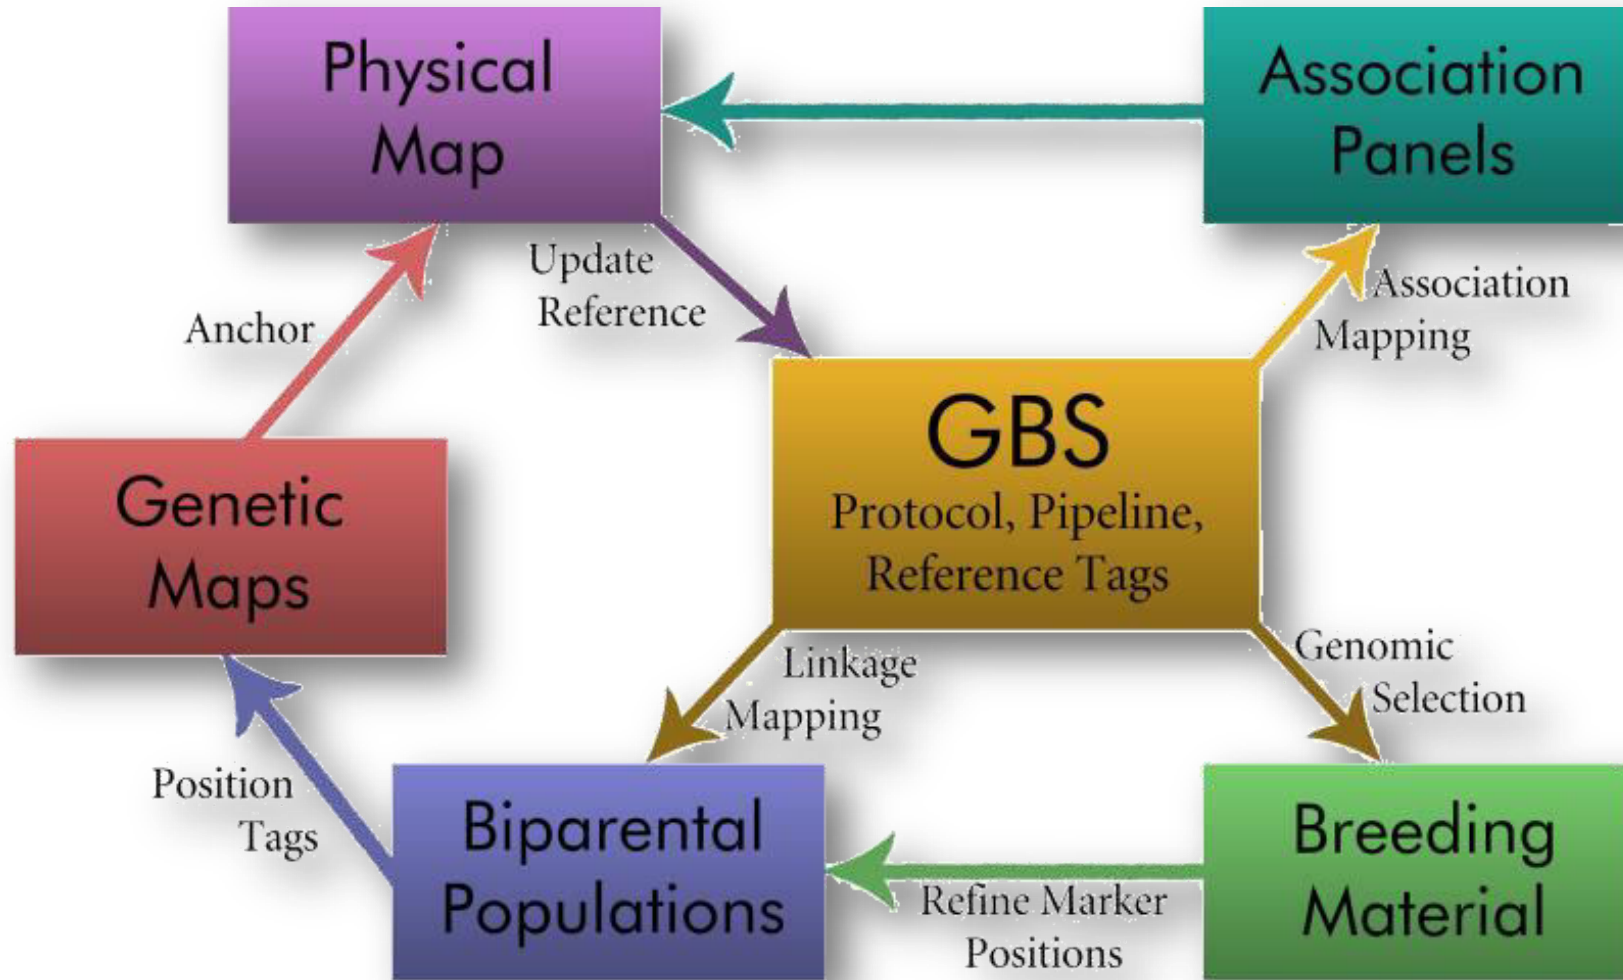 Physical
Map
Association
Panels
Update
Reference
Association
Mapping
Anchor
GBS
Protocol, Pipeline,
Reference Tags
Genetic
Maps
Linkage
Mapping
Genomic
Selection
Position
Tags
Biparental
Populations
Refine Marker
Positions
Breeding
Material